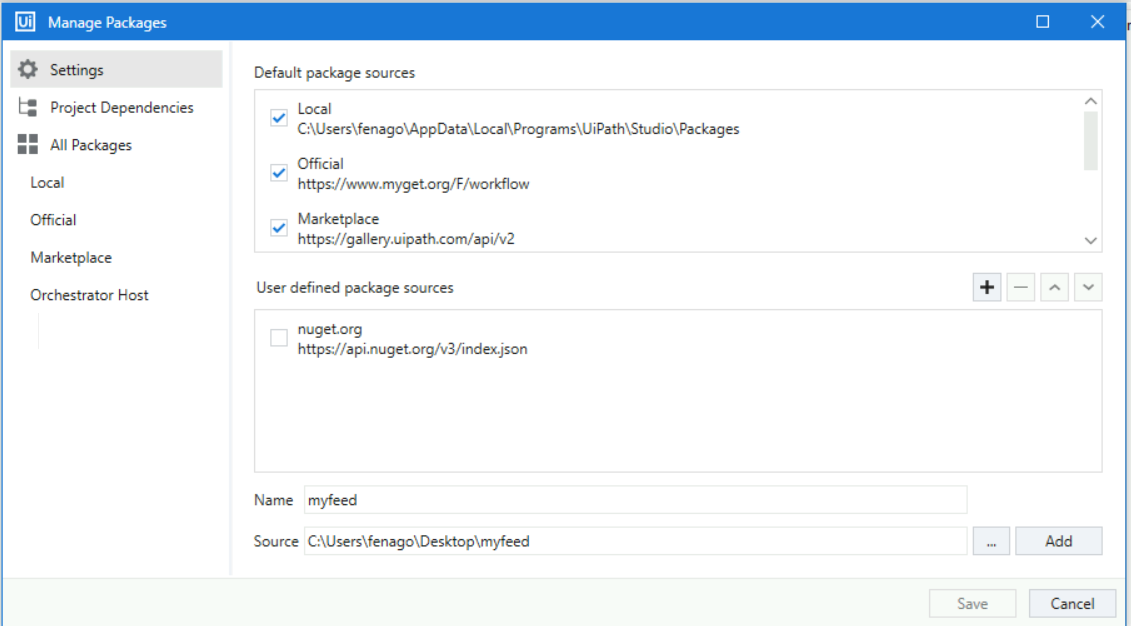 Ui Manage Packages
Settings
Project Dependencies
All Packages
Local
Official
Marketplace
Orchestrator Host
Default package sources
Local
C:\Users\fenago\AppData\Local\Programs\UiPath\Studio\Packages
Official
https://www.myget.org/F/workflow
Marketplace
https://gallery.uipath.com/api/v2
User defined package sources
nuget.org
https://api.nuget.org/v3/index.json
Name myfeed
Source C:\Users\fenago\Desktop\myfeed ... Add
Save Cancel